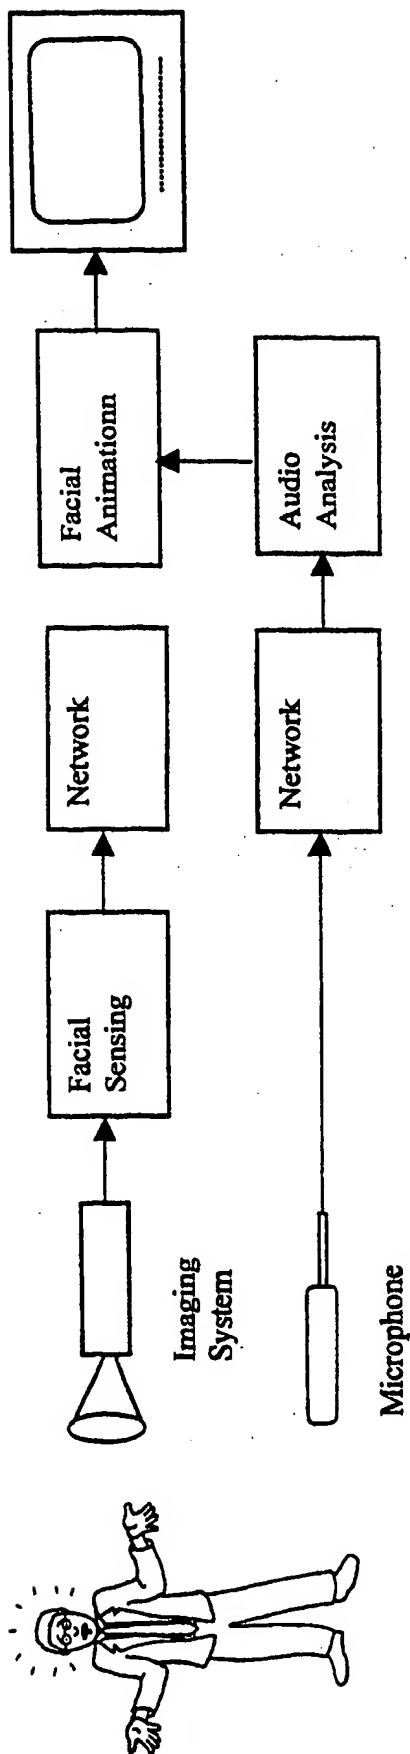 Imaging
System
Facial
Sensing
Network
Facial
Animationn
Microphone
Network
Audio
Analysis